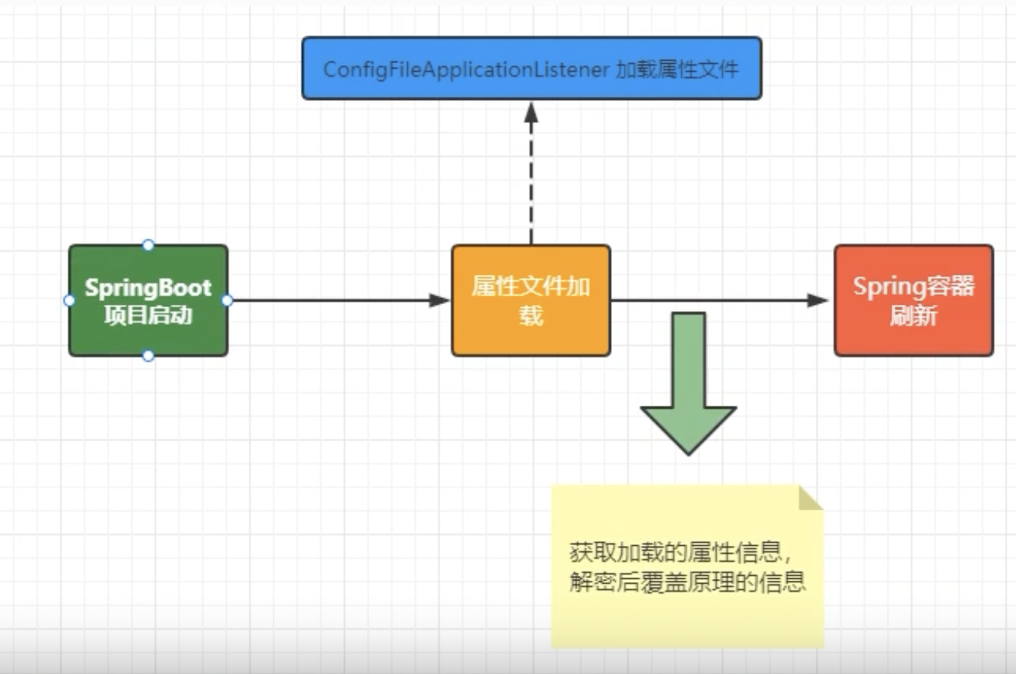 ConfigFileApplicationListener 加载属性文件
SpringBoot
项目启动
属性文件加
载
Spring容器
刷新
获取加载的属性信息，
解密后覆盖原理的信息